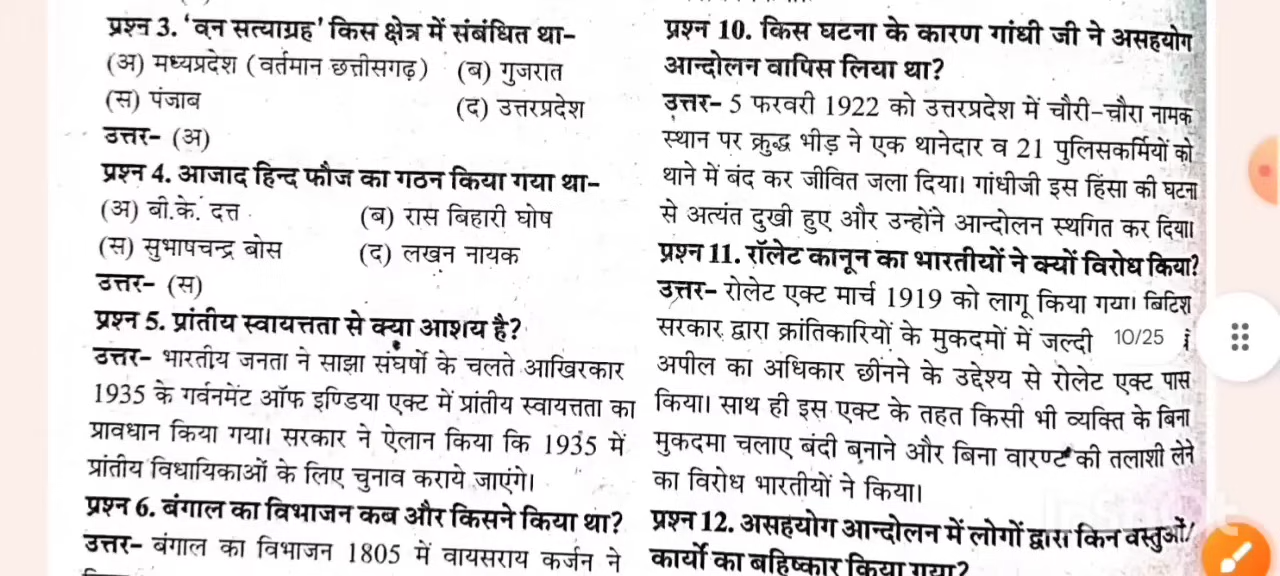 प्रश्न 3. 'वन सत्याग्रह' किस क्षेत्र में संबंधित था-
(अ) मध्यप्रदेश (वर्तमान छत्तीसगढ़) (ब) गुजरात
(स) पंजाब (द) उत्तरप्रदेश
उत्तर- (अ)
प्रश्न 4. आजाद हिन्द फौज का गठन किया गया था-
(अ) बी.के. दत्त (ब) रास बिहारी घोष
(स) सुभाषचन्द्र बोस (द) लखन नायक
उत्तर- (स)
प्रश्न 5. प्रांतीय स्वायत्तता से क्या आशय है?
उत्तर- भारतीय जनता ने साझा संघर्षो के चलते आखिरकार
1935 के गर्वनमेंट ऑफ इण्डिया एक्ट में प्रांतीय स्वायत्तता का
प्रावधान किया गया। सरकार ने ऐलान किया कि 1935 में
प्रांतीय विधायिकाओं के लिए चुनाव कराये जाएंगे।
प्रश्न 6. बंगाल का विभाजन कब और किसने किया था?
उत्तर- बंगाल का विभाजन 1805 में वायसराय कर्जन ने
प्रश्न 10. किस घटना के कारण गांधी जी ने असहयोग
आन्दोलन वापिस लिया था?
उत्तर- 5 फरवरी 1922 को उत्तरप्रदेश में चौरी-चौरा नामक
स्थान पर क्रुद्ध भीड़ ने एक थानेदार व 21 पुलिसकर्मियों को
थाने में बंद कर जीवित जला दिया। गांधीजी इस हिंसा की घटना
से अत्यंत दुखी हुए और उन्होंने आन्दोलन स्थगित कर दिया।
प्रश्न 11. रॉलेट कानून का भारतीयों ने क्यों विरोध किया?
उत्तर- रोलेट एक्ट मार्च 1919 को लागू किया गया। ब्रिटिश
सरकार द्वारा क्रांतिकारियों के मुकदमों में जल्दी 10/25
अपील का अधिकार छीनने के उद्देश्य से रोलेट एक्ट पास
किया। साथ ही इस एक्ट के तहत किसी भी व्यक्ति के बिना
मुकदमा चलाए बंदी बनाने और बिना वारण्ट की तलाशी लेने
का विरोध भारतीयों ने किया।
प्रश्न 12. असहयोग आन्दोलन में लोगों द्वारा किन वस्तुओं/
कार्यो का बहिष्कार किया गया?